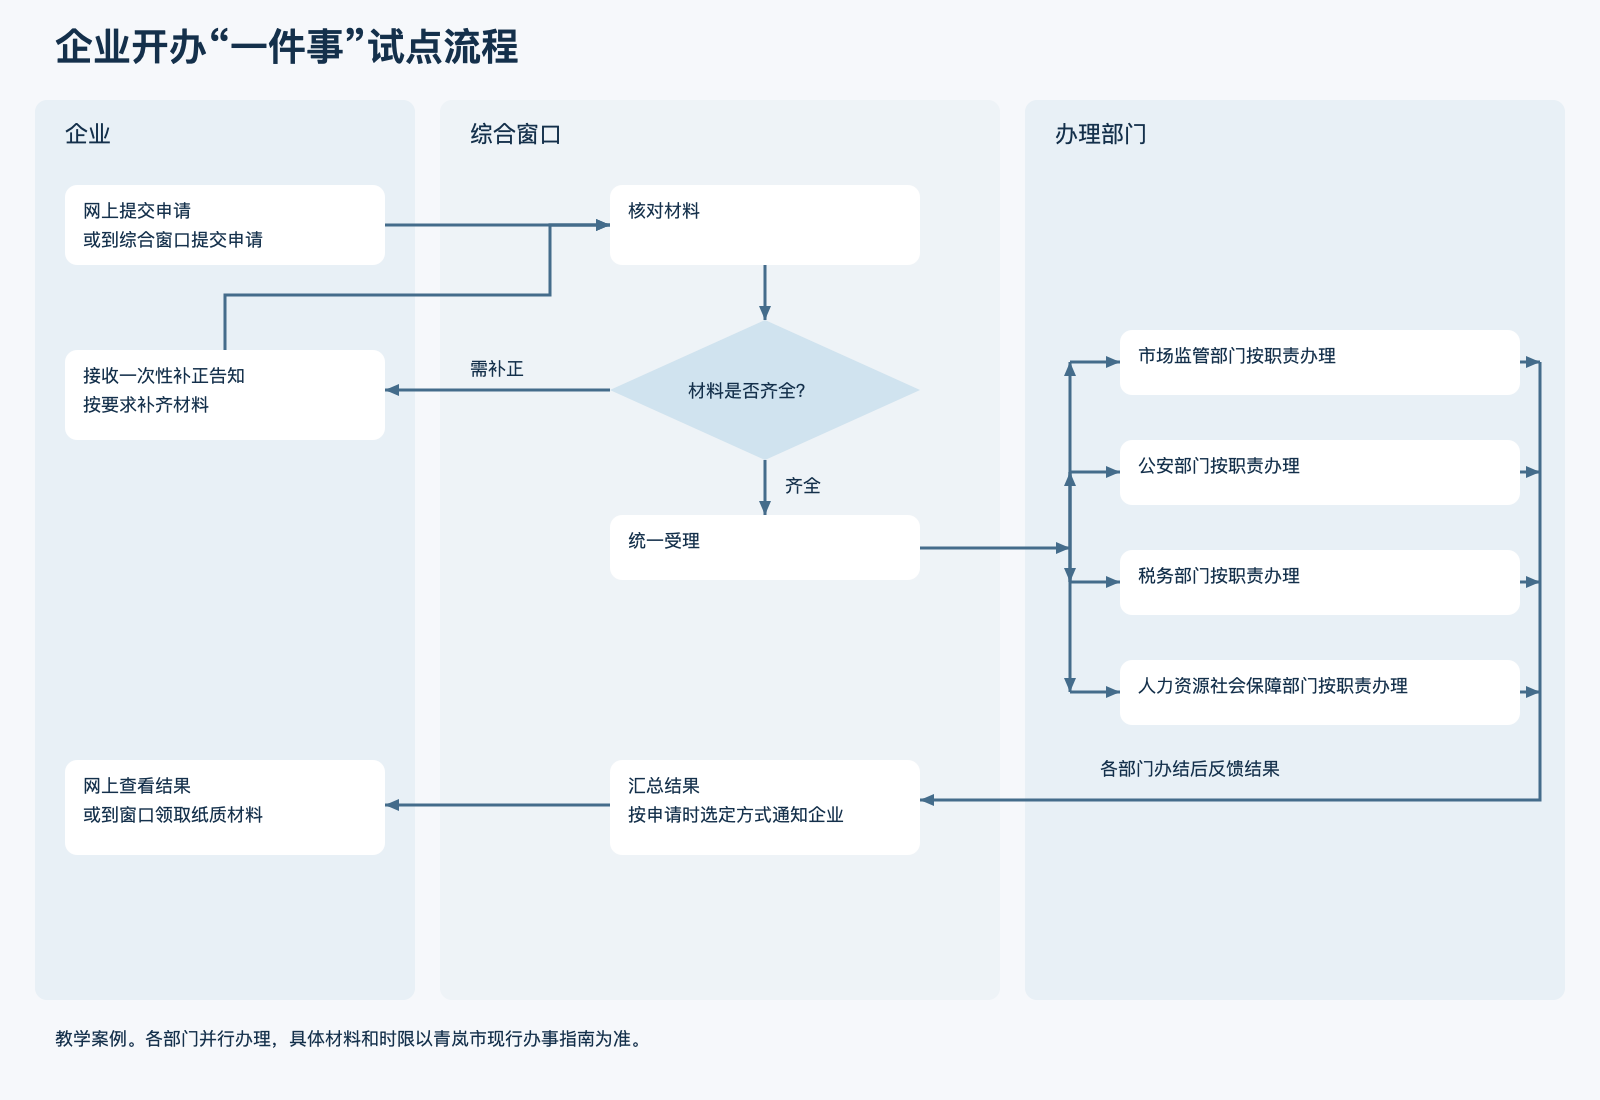 企业开办“一件事”试点流程
企业
综合窗口
办理部门
网上提交申请
或到综合窗口提交申请
核对材料
接收一次性补正告知
按要求补齐材料
需补正
材料是否齐全?
齐全
统一受理
市场监管部门按职责办理
公安部门按职责办理
税务部门按职责办理
人力资源社会保障部门按职责办理
各部门办结后反馈结果
汇总结果
按申请时选定方式通知企业
网上查看结果
或到窗口领取纸质材料
教学案例。各部门并行办理，具体材料和时限以青岚市现行办事指南为准。